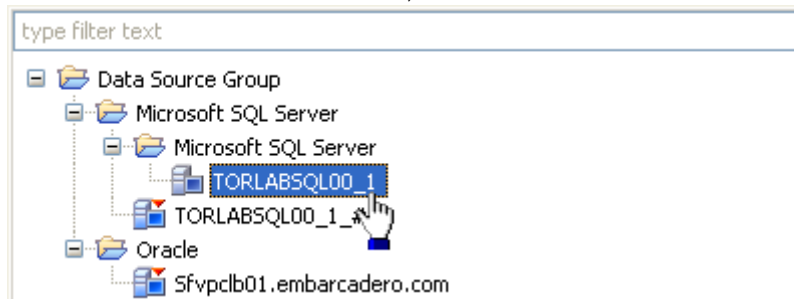 type filter text
Data Source Group
Microsoft SQL Server
Microsoft SQL Server
TORLABSQL00_1
TORLABSQL00_1_
Oracle
Sfvpclb01.embarcadero.com